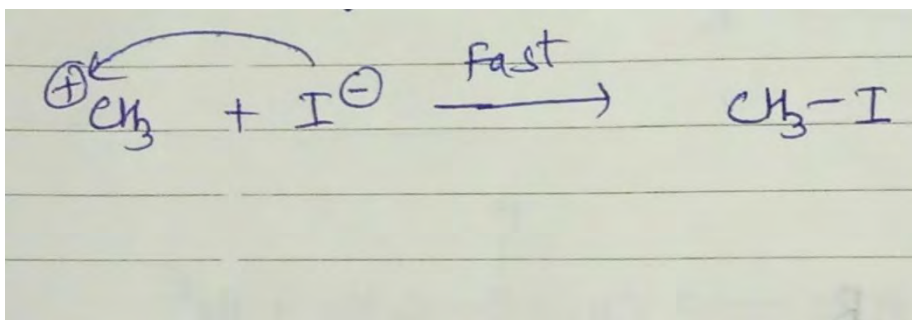 ⊕CH₃ + I⊖ Fast → CH₃-I